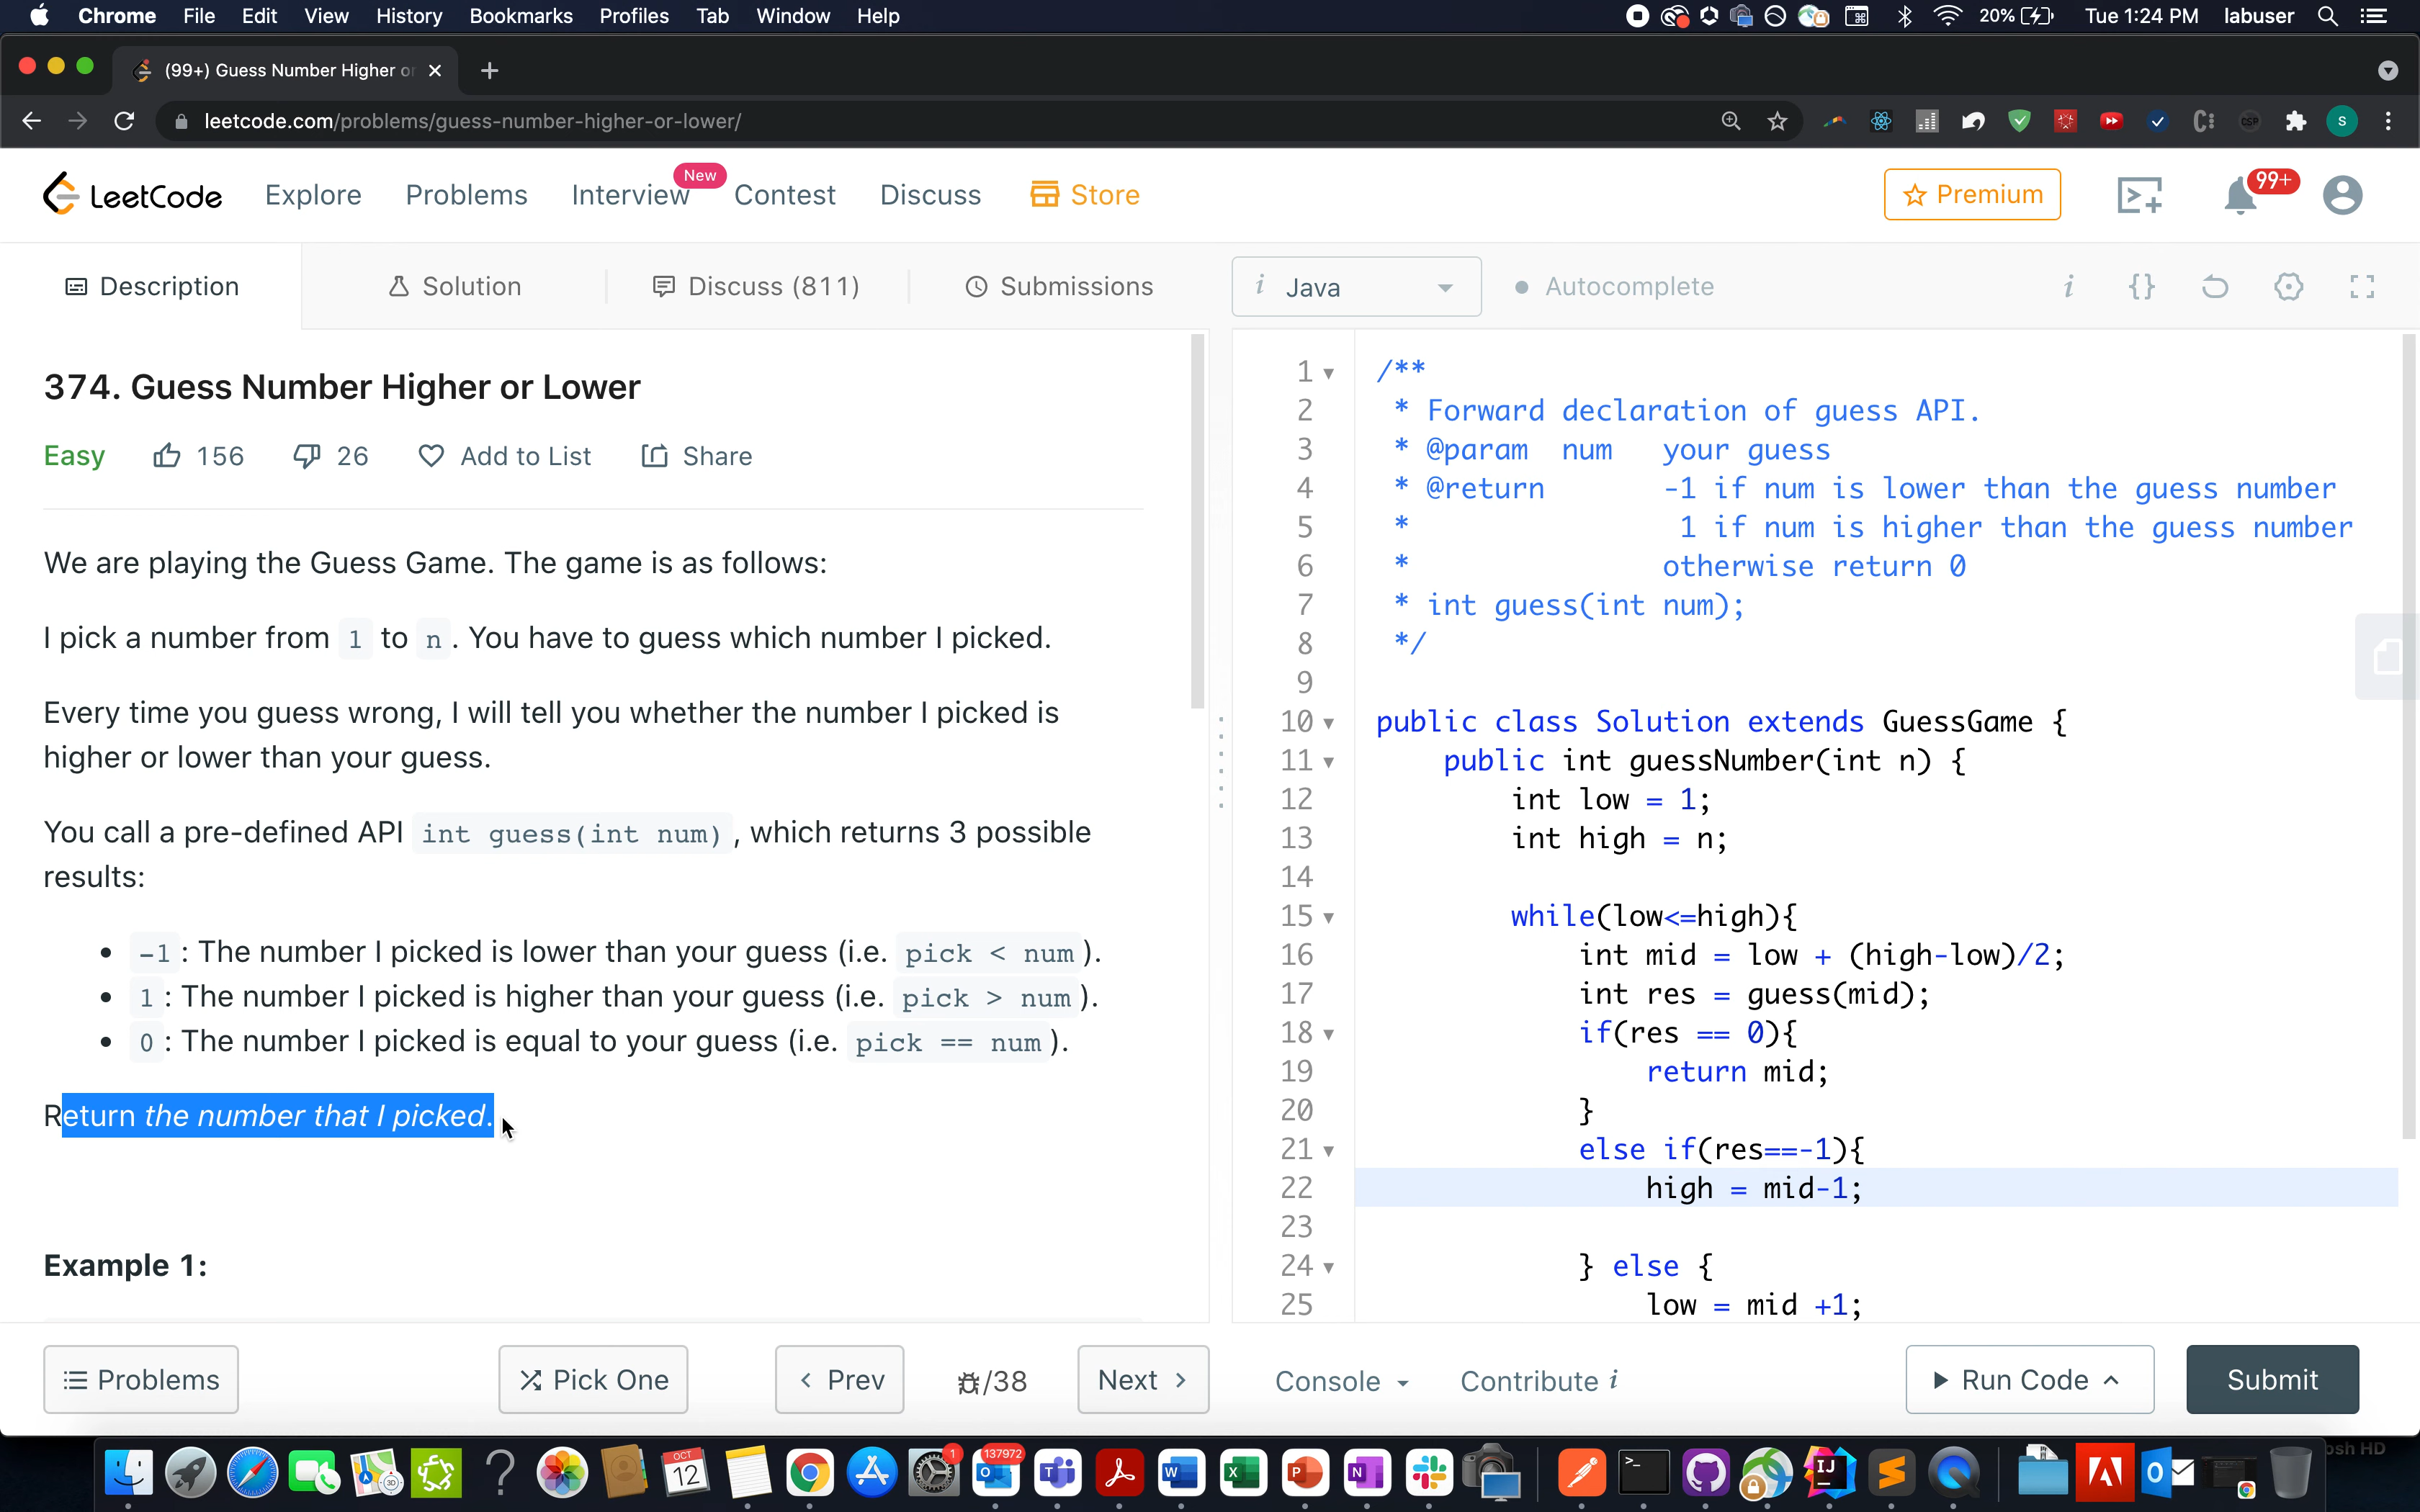 Chrome File Edit View History Bookmarks Profiles Tab Window Help 20% Tue 1:24 PM labuser
(99+) Guess Number Higher or
leetcode.com/problems/guess-number-higher-or-lower/
LeetCode Explore Problems Interview New Contest Discuss Store Premium 99+
Description Solution Discuss (811) Submissions i Java Autocomplete i {}
374. Guess Number Higher or Lower
Easy 156 26 Add to List Share
We are playing the Guess Game. The game is as follows:
I pick a number from 1 to n. You have to guess which number I picked.
Every time you guess wrong, I will tell you whether the number I picked is
higher or lower than your guess.
You call a pre-defined API int guess(int num), which returns 3 possible
results:
• -1: The number I picked is lower than your guess (i.e. pick < num).
• 1: The number I picked is higher than your guess (i.e. pick > num).
• 0: The number I picked is equal to your guess (i.e. pick == num).
Return the number that I picked.
Example 1:
1 /**
2 * Forward declaration of guess API.
3 * @param num your guess
4 * @return -1 if num is lower than the guess number
5 * 1 if num is higher than the guess number
6 * otherwise return 0
7 * int guess(int num);
8 */
9
10 public class Solution extends GuessGame {
11 public int guessNumber(int n) {
12 int low = 1;
13 int high = n;
14
15 while(low<=high){
16 int mid = low + (high-low)/2;
17 int res = guess(mid);
18 if(res == 0){
19 return mid;
20 }
21 else if(res==-1){
22 high = mid-1;
23
24 } else {
25 low = mid +1;
Problems Pick One < Prev /38 Next > Console Contribute i Run Code Submit
OCT 12 1 137972
osh HD